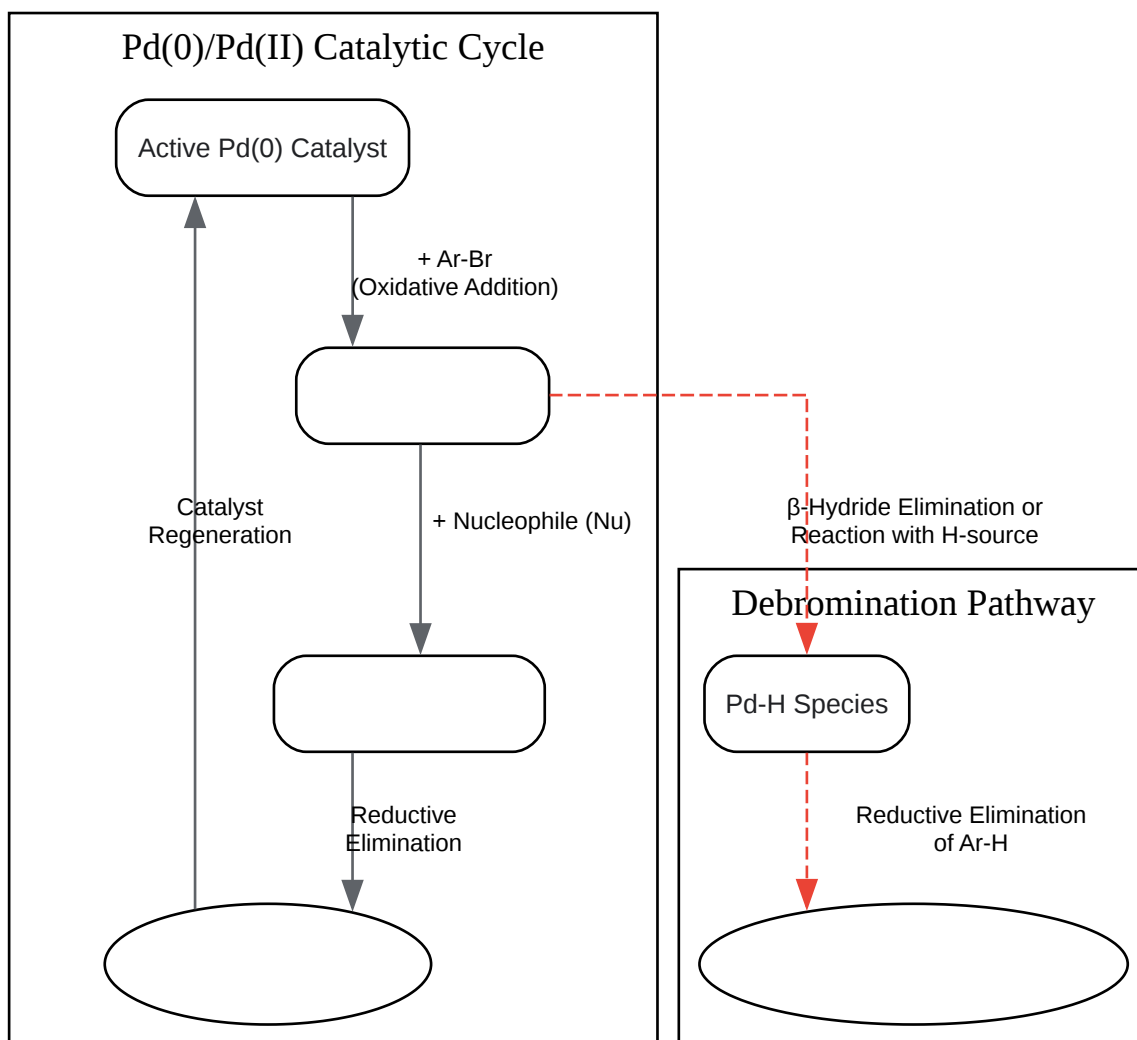 Pd(0)/Pd(II) Catalytic Cycle
Active Pd(0) Catalyst
+ Ar-Br
(Oxidative Addition)
Catalyst
Regeneration
+ Nucleophile (Nu)
Reductive
Elimination
β-Hydride Elimination or
Reaction with H-source
Debromination Pathway
Pd-H Species
Reductive Elimination
of Ar-H